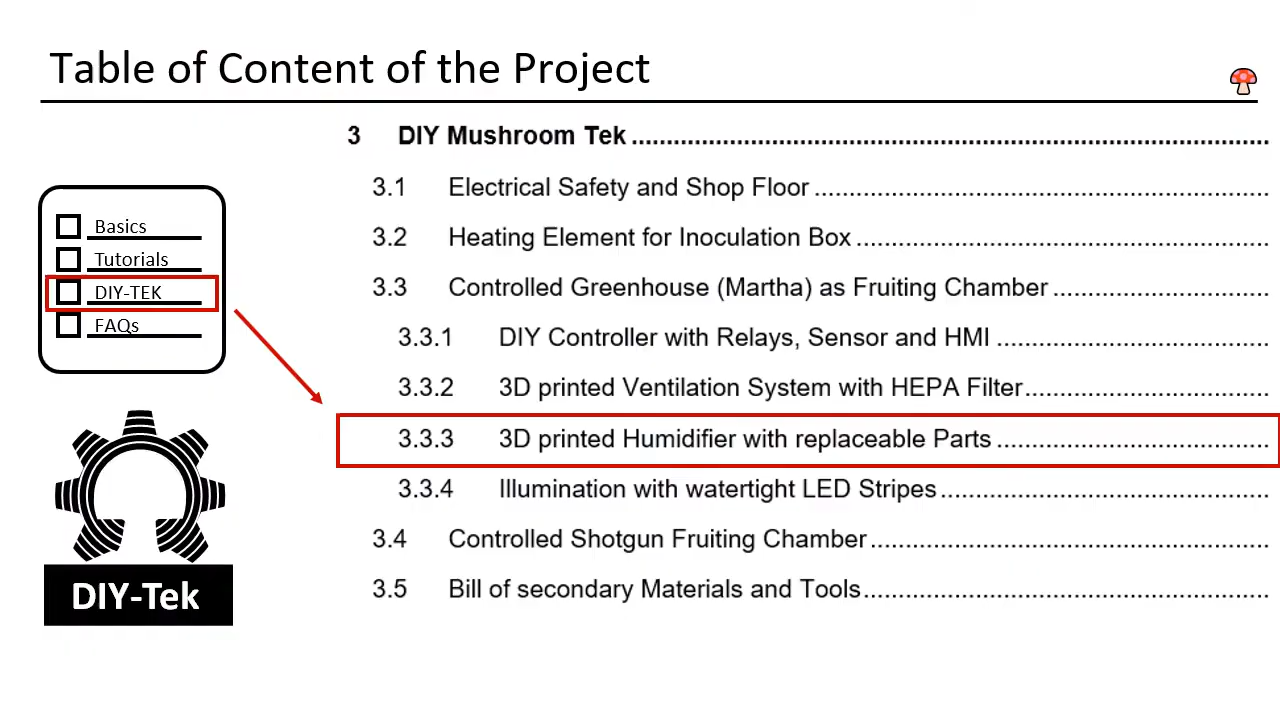 Table of Content of the Project
Basics
Tutorials
DIY-TEK
FAQs
DIY-Tek
3 DIY Mushroom Tek
3.1 Electrical Safety and Shop Floor
3.2 Heating Element for Inoculation Box
3.3 Controlled Greenhouse (Martha) as Fruiting Chamber
3.3.1 DIY Controller with Relays, Sensor and HMI
3.3.2 3D printed Ventilation System with HEPA Filter
3.3.3 3D printed Humidifier with replaceable Parts
3.3.4 Illumination with watertight LED Stripes
3.4 Controlled Shotgun Fruiting Chamber
3.5 Bill of secondary Materials and Tools